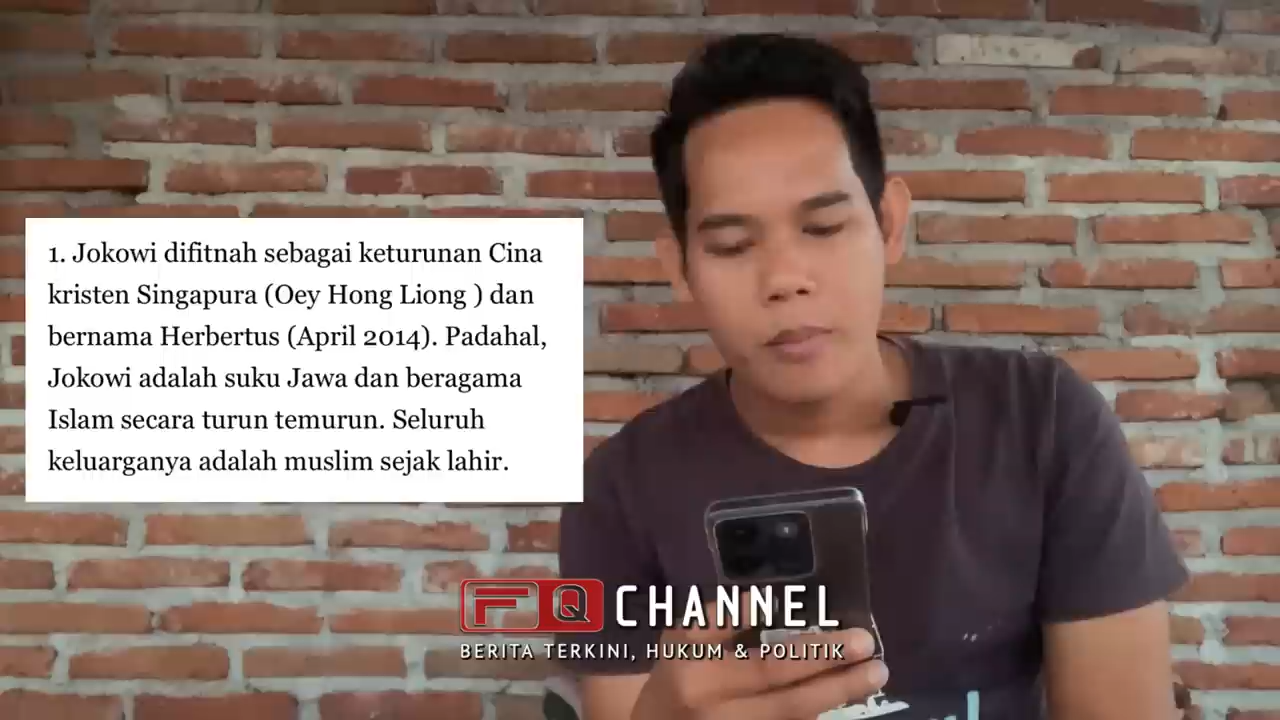 1. Jokowi difitnah sebagai keturunan Cina
kristen Singapura (Oey Hong Liong ) dan
bernama Herbertus (April 2014). Padahal,
Jokowi adalah suku Jawa dan beragama
Islam secara turun temurun. Seluruh
keluarganya adalah muslim sejak lahir.
FQ CHANNEL
BERITA TERKINI, HUKUM & POLITIK